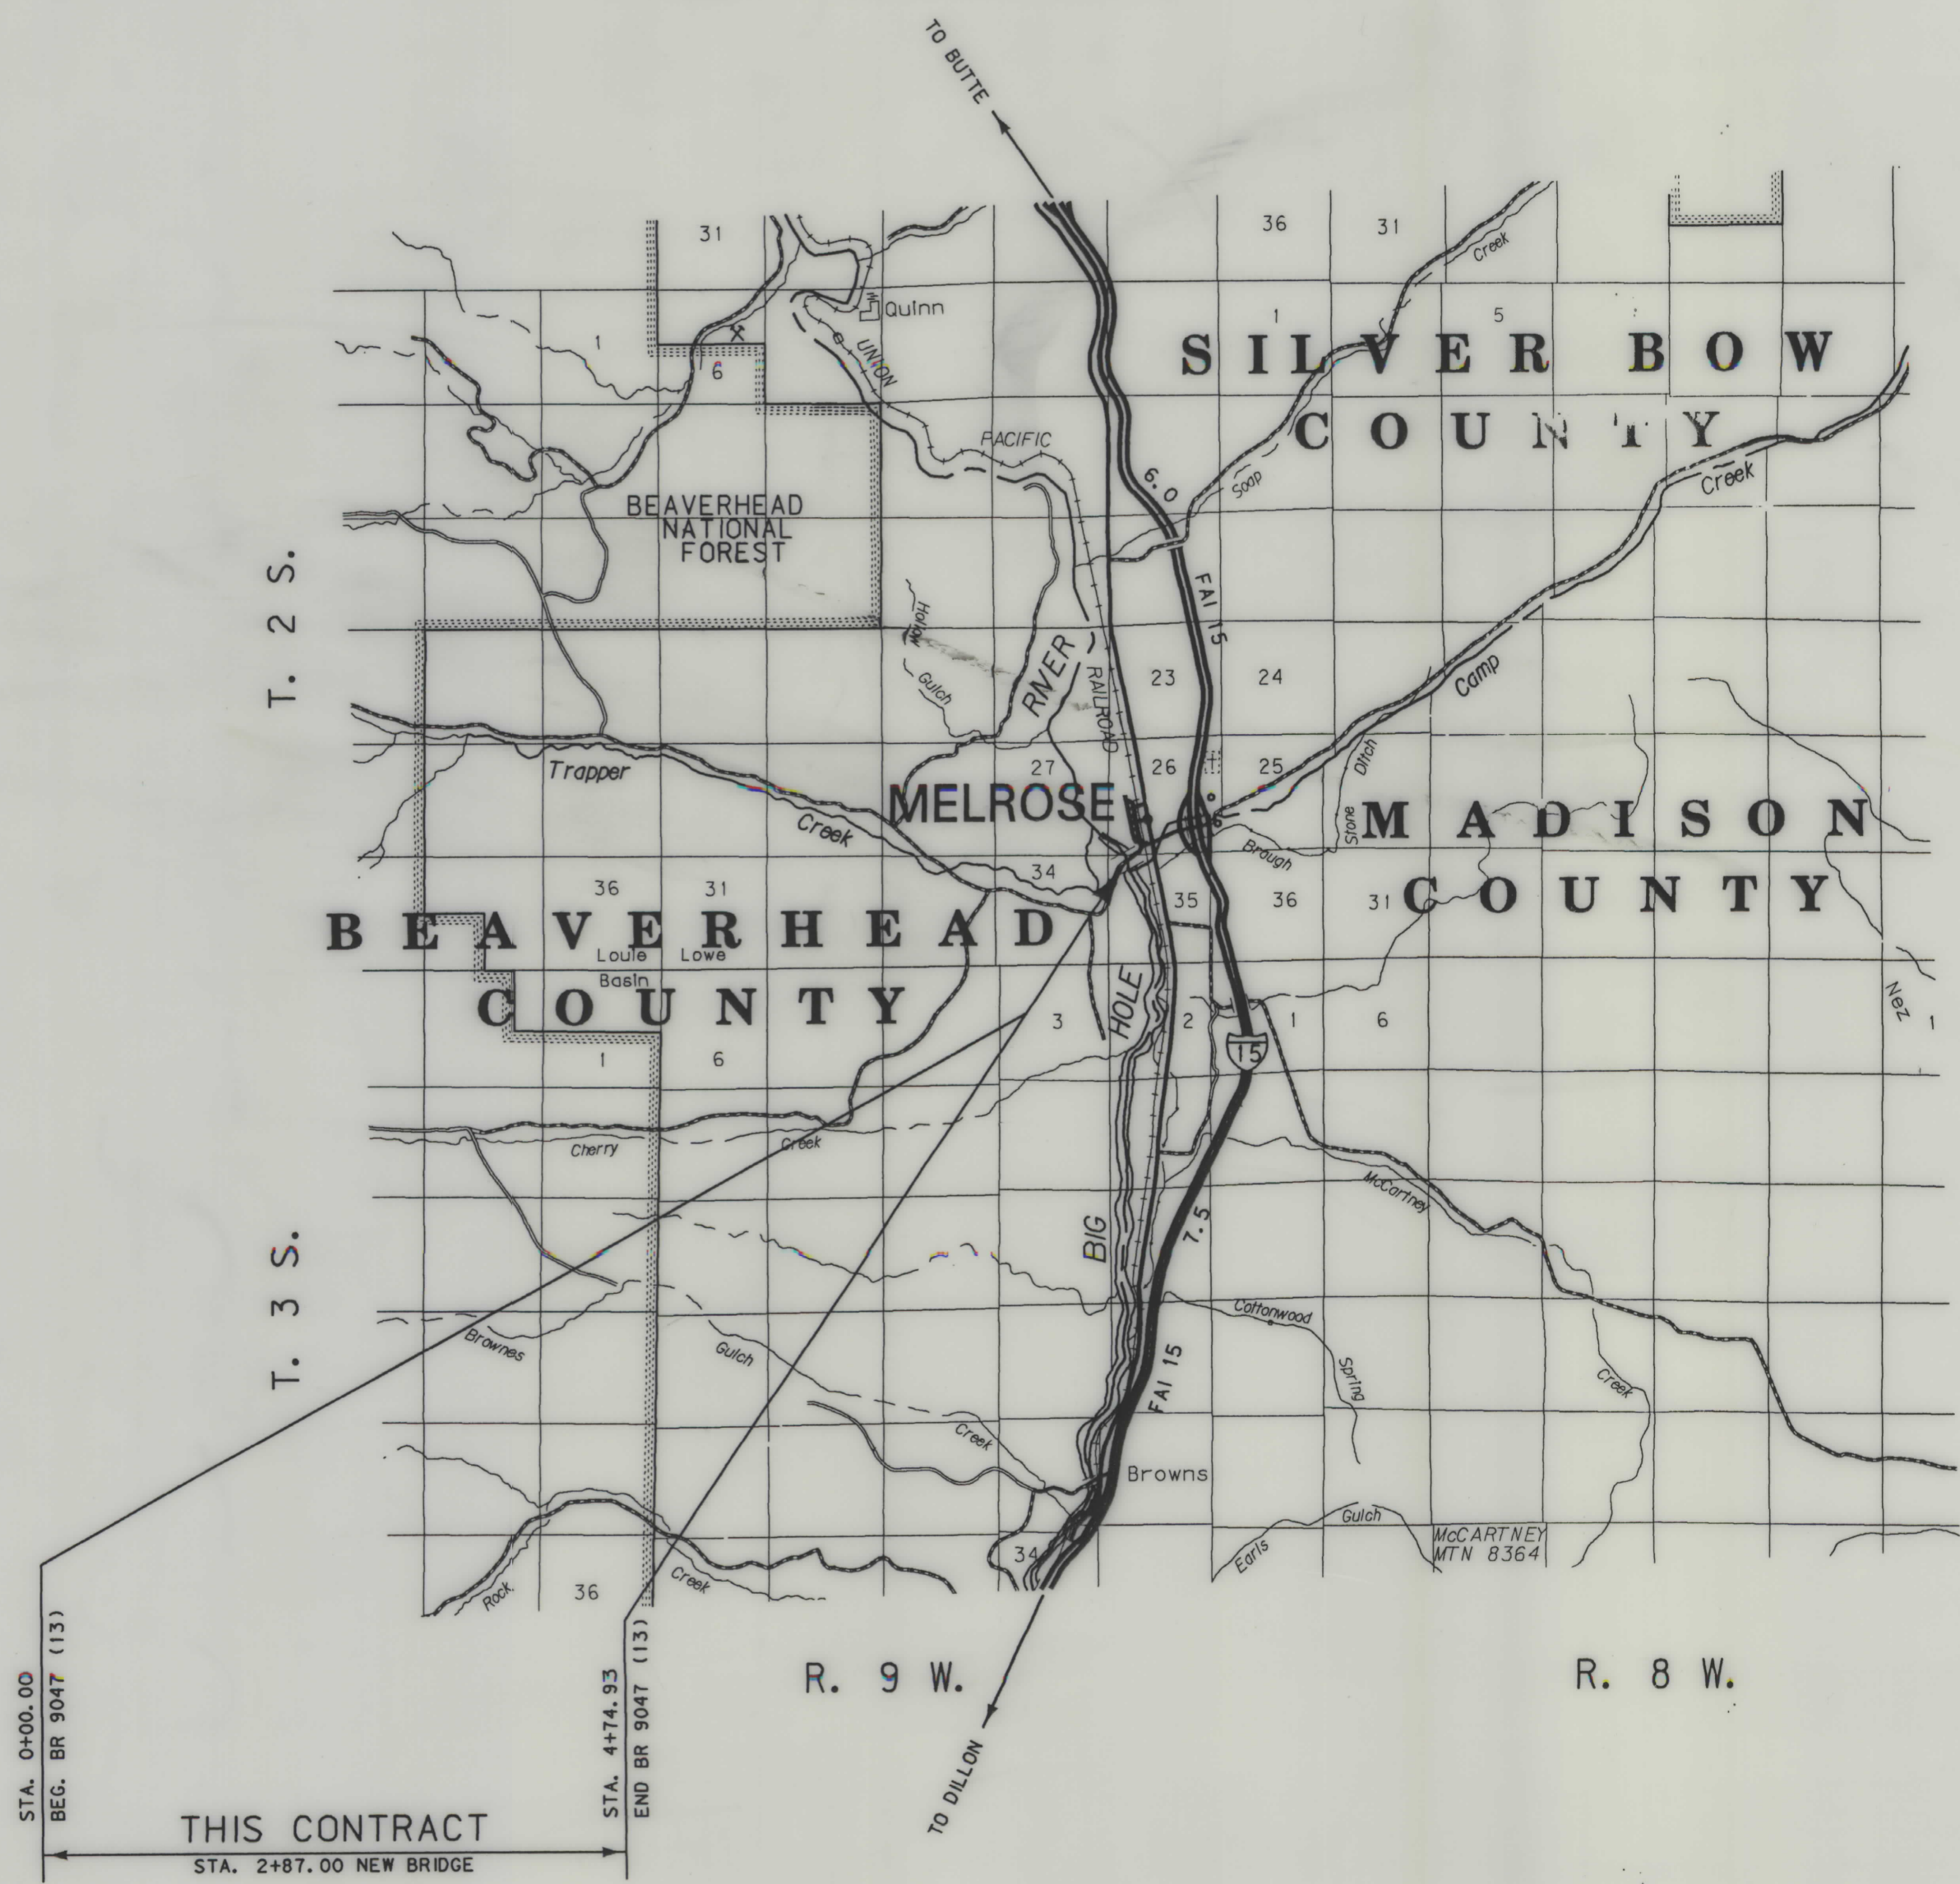 TO BUTTE
31
36
31
Creek
Quinn
1
6
UNION
1
5
SILVER BOW
COUNTY
PACIFIC
6.0
Soap
Creek
BEAVERHEAD
NATIONAL
FOREST
T. 2 S.
FAI 15
Hollow
Gulch
RIVER
RAILROAD
23
24
Camp
Trapper
Creek
27
26
25
Ditch
Stone
Brough
MELROSE
MADISON
COUNTY
34
35
36
31
36
31
BEAVERHEAD
COUNTY
Louie Lowe
Basin
HOLE
3
2
1
6
Nez
1
15
1
6
Cherry
Creek
McCartney
Creek
T. 3 S.
BIG
7.5
Cottonwood
Spring
FAI 15
Brownes
Gulch
Creek
Browns
Gulch
Earls
McCARTNEY
MTN 8364
34
36
Rock
Creek
R. 9 W.
R. 8 W.
TO DILLON
STA. 0+00.00
BEG. BR 9047 (13)
STA. 4+74.93
END BR 9047 (13)
THIS CONTRACT
STA. 2+87.00 NEW BRIDGE